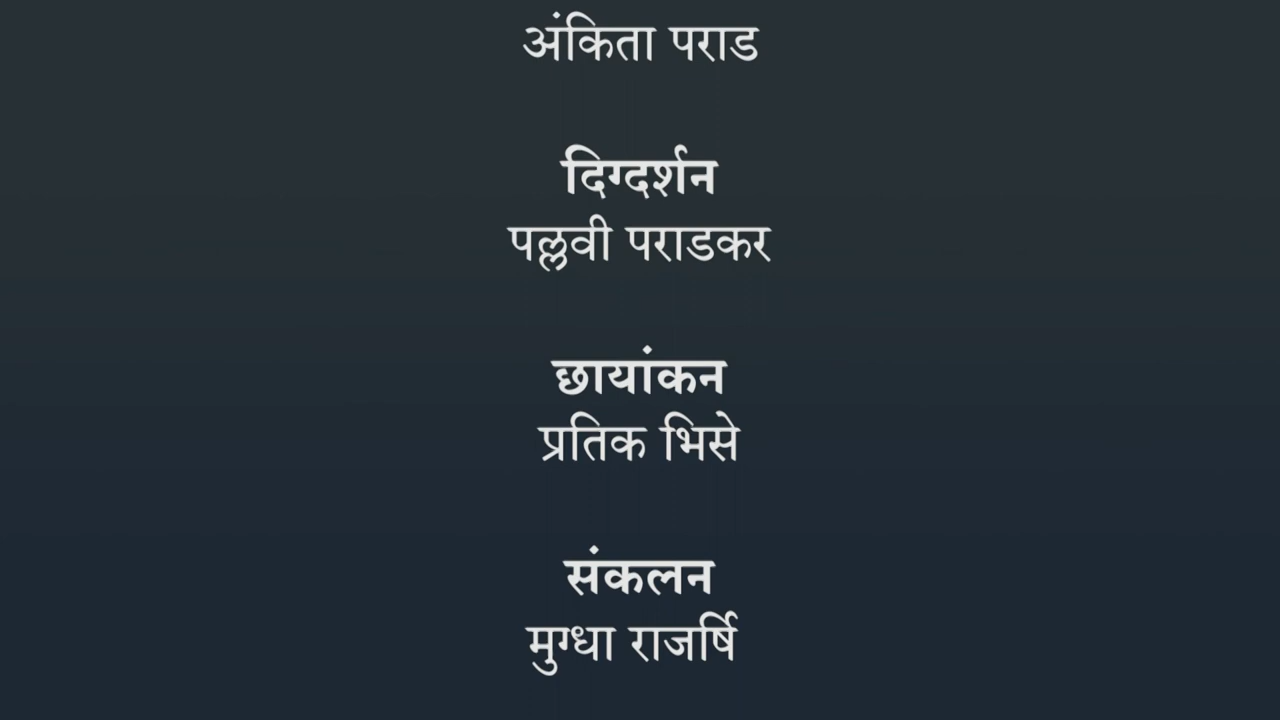 अंकिता पराड
दिग्दर्शन
पल्लवी पराडकर
छायांकन
प्रतिक भिसे
संकलन
मुग्धा राजर्षि